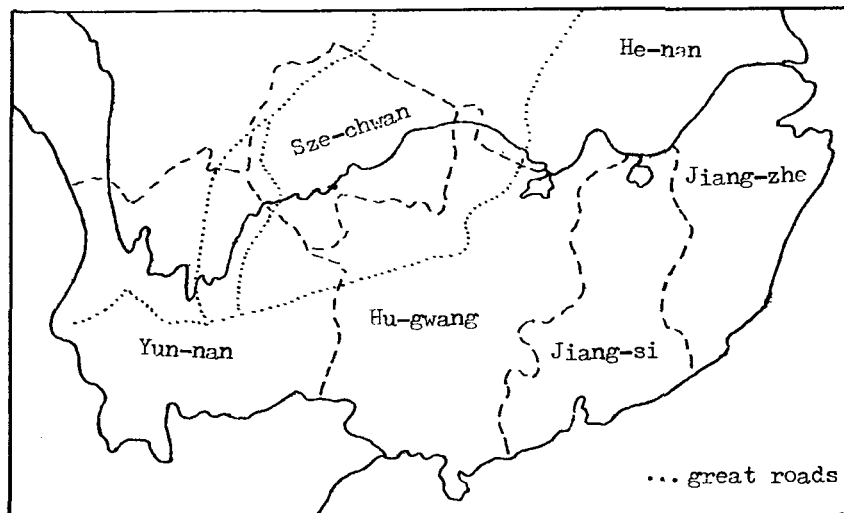 He-nan
Sze-chwan
Jiang-zhe
Hu-gwang
Yun-nan
Jiang-si
... great roads